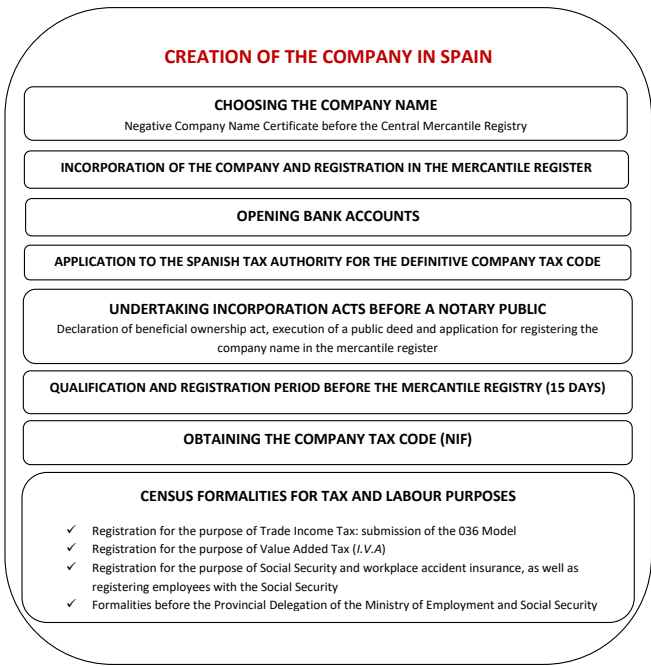 CREATION OF THE COMPANY IN SPAIN
CHOOSING THE COMPANY NAME
Negative Company Name Certificate before the Central Mercantile Registry
INCORPORATION OF THE COMPANY AND REGISTRATION IN THE MERCANTILE REGISTER
OPENING BANK ACCOUNTS
APPLICATION TO THE SPANISH TAX AUTHORITY FOR THE DEFINITIVE COMPANY TAX CODE
UNDERTAKING INCORPORATION ACTS BEFORE A NOTARY PUBLIC
Declaration of beneficial ownership act, execution of a public deed and application for registering the
company name in the mercantile register
QUALIFICATION AND REGISTRATION PERIOD BEFORE THE MERCANTILE REGISTRY (15 DAYS)
OBTAINING THE COMPANY TAX CODE (NIF)
CENSUS FORMALITIES FOR TAX AND LABOUR PURPOSES
✓ Registration for the purpose of Trade Income Tax: submission of the 036 Model
✓ Registration for the purpose of Value Added Tax (I.V.A)
✓ Registration for the purpose of Social Security and workplace accident insurance, as well as
registering employees with the Social Security
✓ Formalities before the Provincial Delegation of the Ministry of Employment and Social Security